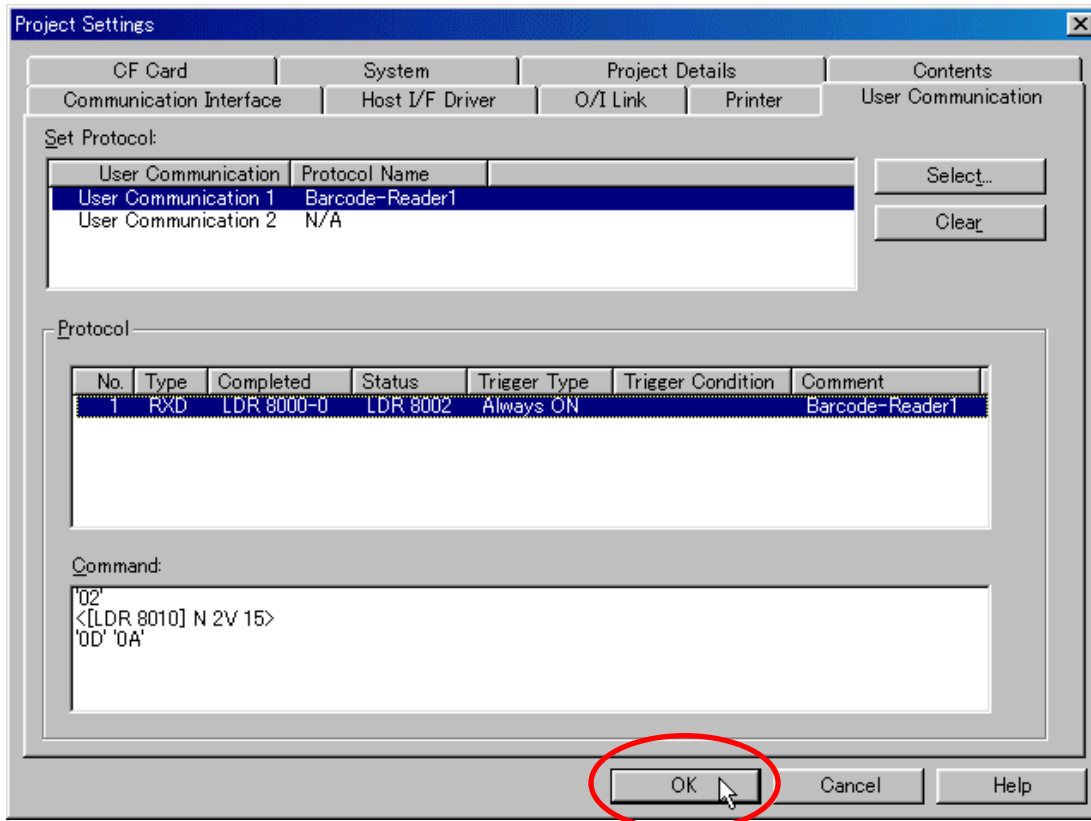 Project Settings
CF Card System Project Details Contents
Communication Interface Host I/F Driver O/I Link Printer User Communication
Set Protocol:
User Communication Protocol Name
User Communication 1 Barcode-Reader1
User Communication 2 N/A
Select...
Clear
Protocol
No. Type Completed Status Trigger Type Trigger Condition Comment
1 RXD LDR 8000-0 LDR 8002 Always ON Barcode-Reader1
Command:
'02'
<[LDR 8010] N 2V 15>
'0D' '0A'
OK Cancel Help